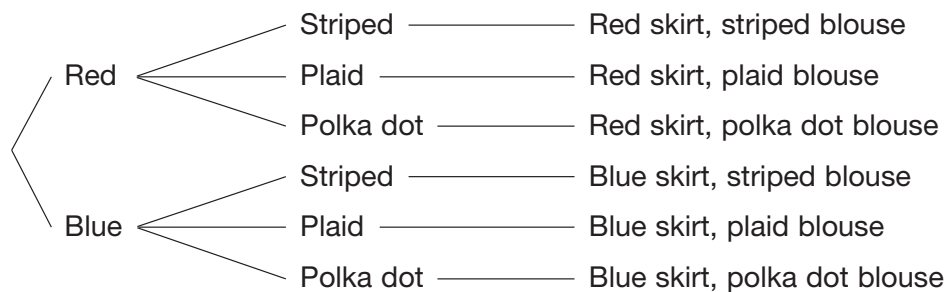 Striped Red skirt, striped blouse
Red Plaid Red skirt, plaid blouse
Polka dot Red skirt, polka dot blouse
Striped Blue skirt, striped blouse
Blue Plaid Blue skirt, plaid blouse
Polka dot Blue skirt, polka dot blouse